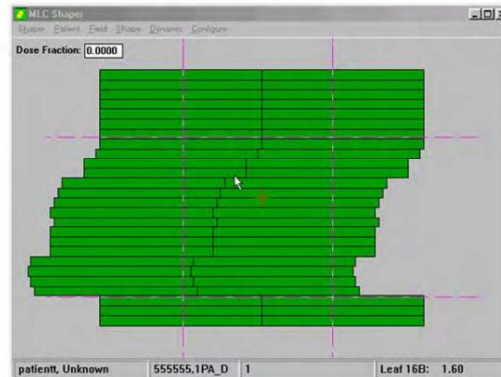 MLC Shaper
Shaper Patient Field Shape Dynamic Configure
Dose Fraction: 0.0000
patientt, Unknown 555555,1PA_D 1 Leaf 16B: 1.60